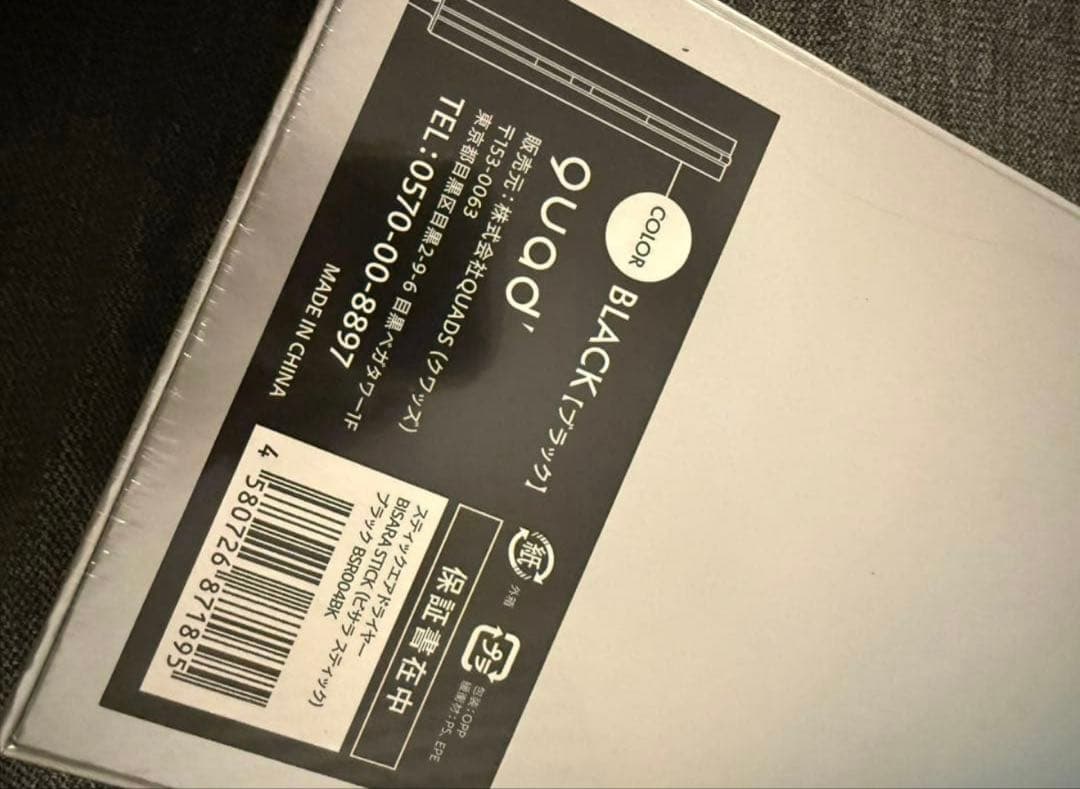 COLOR
BLACK【ブラック】
quad'
販売元:株式会社QUADS(クワッズ)
〒153-0063
東京都目黒区目黒2-9-6 目黒ベガタワー1F
TEL:0570-00-8897
MADE IN CHINA
紙
外箱
プラ
包装:OPP
緩衝材:PS、EPE
保証書在中
スティックエアドライヤー
BISARA STICK(ビサラ スティック)
ブラック BSR004BK
4 580726 871895